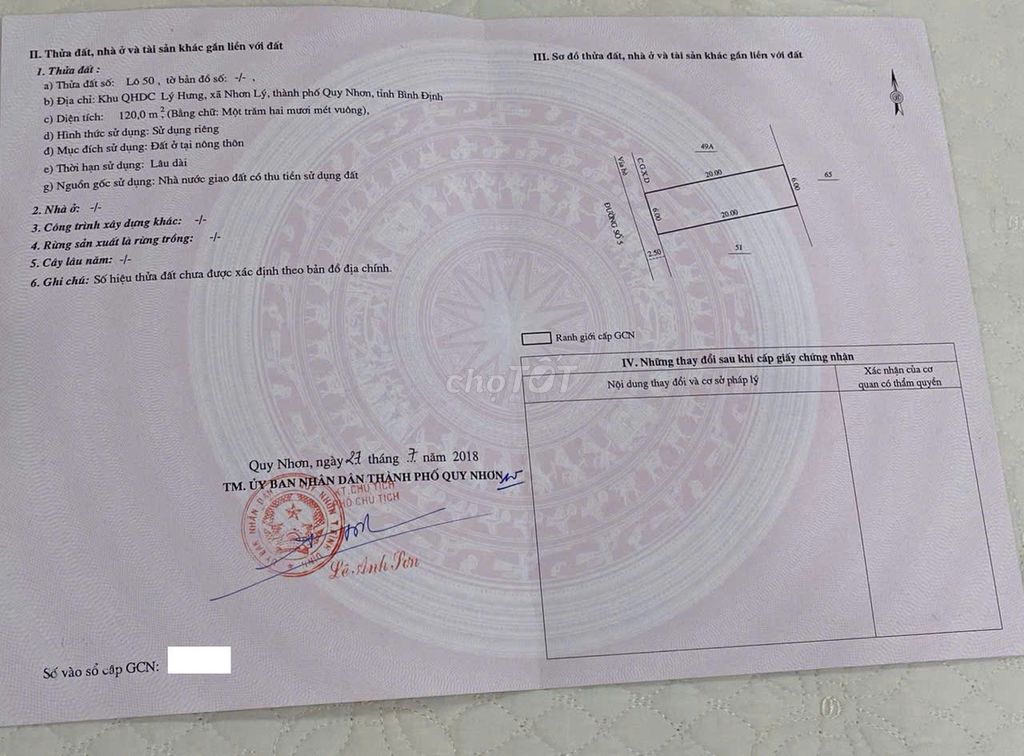 II. Thửa đất, nhà ở và tài sản khác gắn liền với đất
1. Thửa đất :
a) Thửa đất số: Lô 50 , tờ bản đồ số: -/- ,
b) Địa chỉ: Khu QHDC Lý Hưng, xã Nhơn Lý, thành phố Quy Nhơn, tỉnh Bình Định
c) Diện tích: 120,0 m², (Bằng chữ: Một trăm hai mươi mét vuông),
d) Hình thức sử dụng: Sử dụng riêng
đ) Mục đích sử dụng: Đất ở tại nông thôn
e) Thời hạn sử dụng: Lâu dài
g) Nguồn gốc sử dụng: Nhà nước giao đất có thu tiền sử dụng đất
2. Nhà ở: -/-
3. Công trình xây dựng khác: -/-
4. Rừng sản xuất là rừng trồng: -/-
5. Cây lâu năm: -/-
6. Ghi chú: Số hiệu thửa đất chưa được xác định theo bản đồ địa chính.
Quy Nhơn, ngày 27 tháng 7 năm 2018
TM. ỦY BAN NHÂN DÂN THÀNH PHỐ QUY NHƠN
KT.CHỦ TỊCH
PHÓ CHỦ TỊCH
Lê Anh Sơn
Số vào sổ cấp GCN:
III. Sơ đồ thửa đất, nhà ở và tài sản khác gắn liền với đất
49A
20.00
65
6.00
C.G.X.D
Vỉa hè
ĐƯỜNG SỐ 5
6.00
20.00
51
2.50
Ranh giới cấp GCN
IV. Những thay đổi sau khi cấp giấy chứng nhận
Nội dung thay đổi và cơ sở pháp lý
Xác nhận của cơ
quan có thẩm quyền
chợTỐT